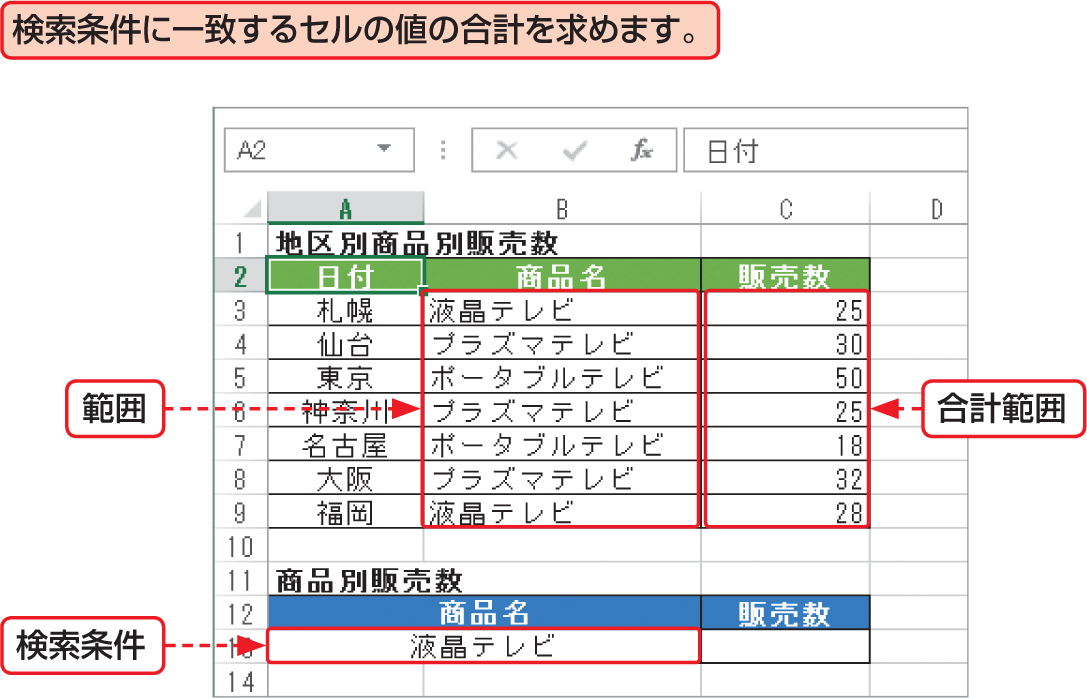 検索条件に一致するセルの値の合計を求めます。
A2 fx 日付
A B C D
1 地区別商品別販売数
2 日付 商品名 販売数
3 札幌 液晶テレビ 25
4 仙台 プラズマテレビ 30
5 東京 ポータブルテレビ 50
範囲 6 神奈川 プラズマテレビ 25 合計範囲
7 名古屋 ポータブルテレビ 18
8 大阪 プラズマテレビ 32
9 福岡 液晶テレビ 28
10
11 商品別販売数
12 商品名 販売数
検索条件 13 液晶テレビ
14